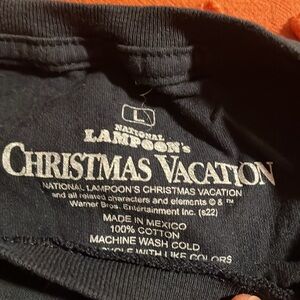 L
NATIONAL
LAMPOON'S
CHRISTMAS VACATION
NATIONAL LAMPOON'S CHRISTMAS VACATION
and all related characters and elements © & ™
Warner Bros. Entertainment Inc. (s22)
MADE IN MEXICO
100% COTTON
MACHINE WASH COLD
CYCLE WITH LIKE COLORS